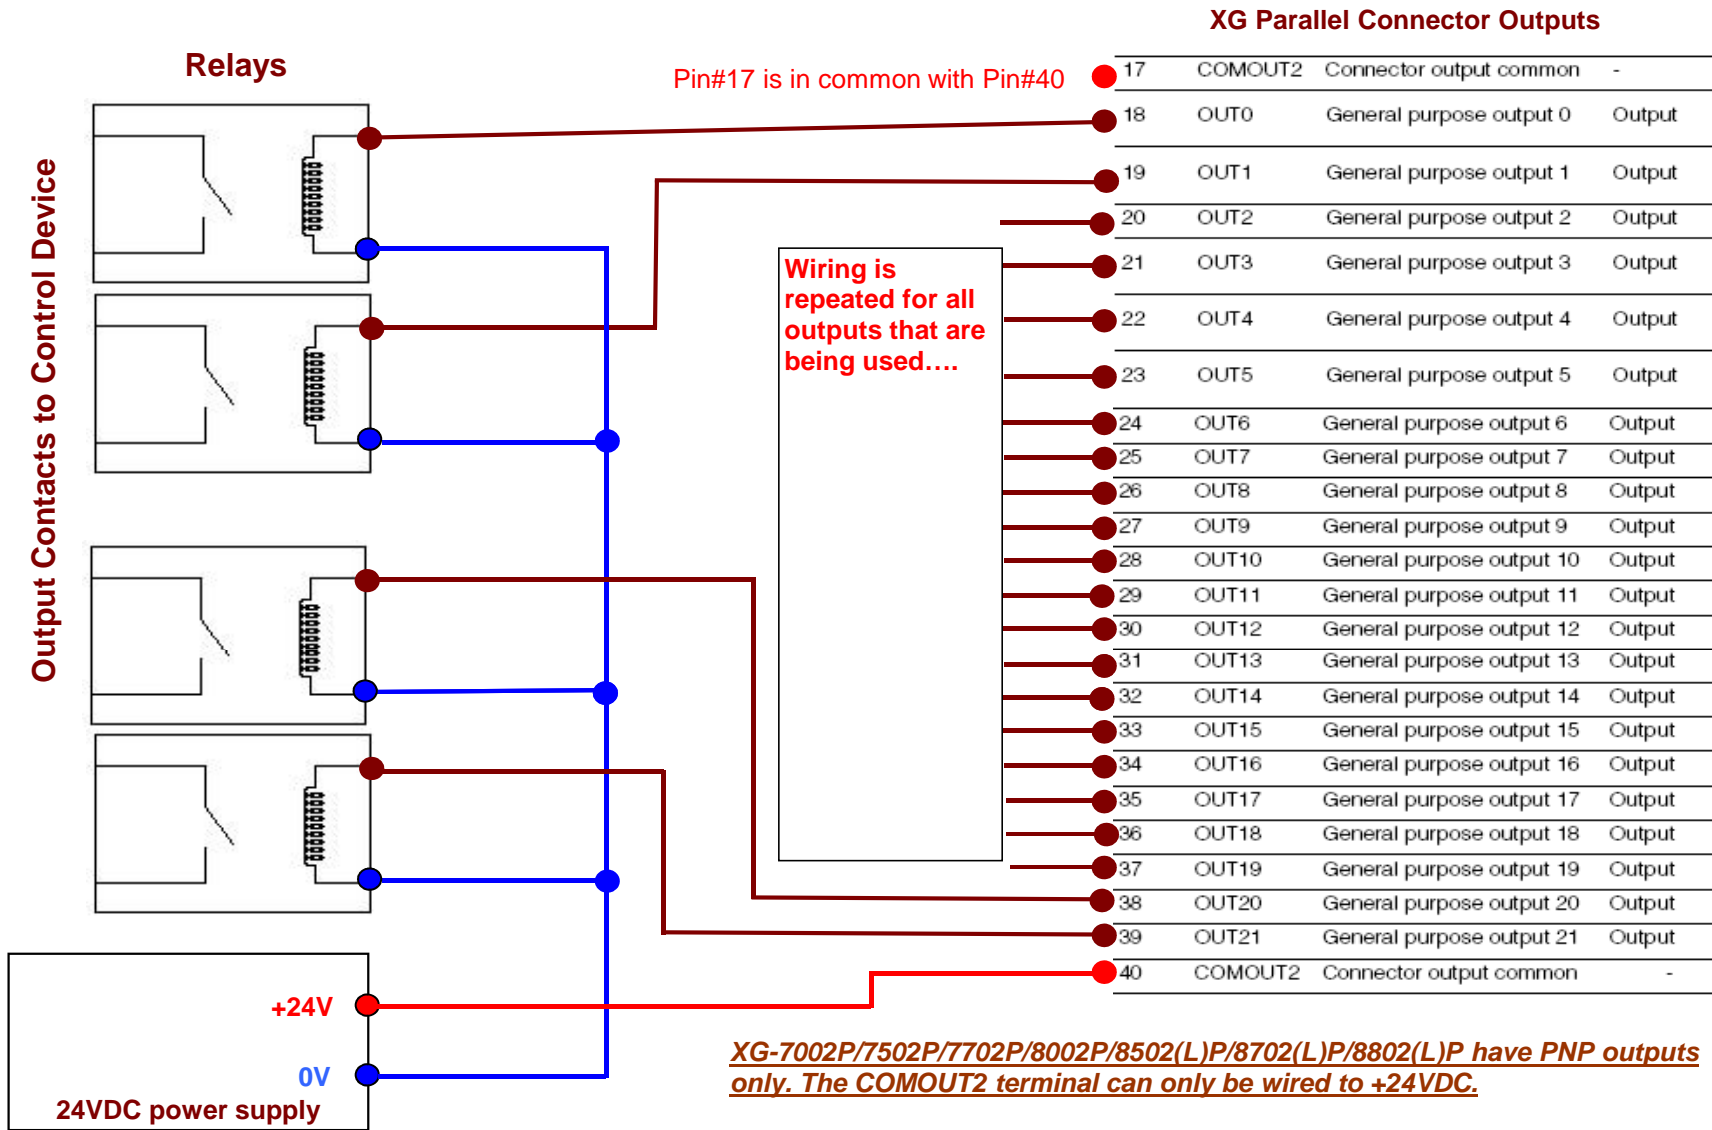 XG Parallel Connector Outputs
Relays
Pin#17 is in common with Pin#40
Output Contacts to Control Device
17 COMOUT2 Connector output common -
18 OUT0 General purpose output 0 Output
19 OUT1 General purpose output 1 Output
20 OUT2 General purpose output 2 Output
21 OUT3 General purpose output 3 Output
22 OUT4 General purpose output 4 Output
23 OUT5 General purpose output 5 Output
24 OUT6 General purpose output 6 Output
25 OUT7 General purpose output 7 Output
26 OUT8 General purpose output 8 Output
27 OUT9 General purpose output 9 Output
28 OUT10 General purpose output 10 Output
29 OUT11 General purpose output 11 Output
30 OUT12 General purpose output 12 Output
31 OUT13 General purpose output 13 Output
32 OUT14 General purpose output 14 Output
33 OUT15 General purpose output 15 Output
34 OUT16 General purpose output 16 Output
35 OUT17 General purpose output 17 Output
36 OUT18 General purpose output 18 Output
37 OUT19 General purpose output 19 Output
38 OUT20 General purpose output 20 Output
39 OUT21 General purpose output 21 Output
40 COMOUT2 Connector output common -
Wiring is
repeated for all
outputs that are
being used….
+24V
0V
24VDC power supply
XG-7002P/7502P/7702P/8002P/8502(L)P/8702(L)P/8802(L)P have PNP outputs
only. The COMOUT2 terminal can only be wired to +24VDC.